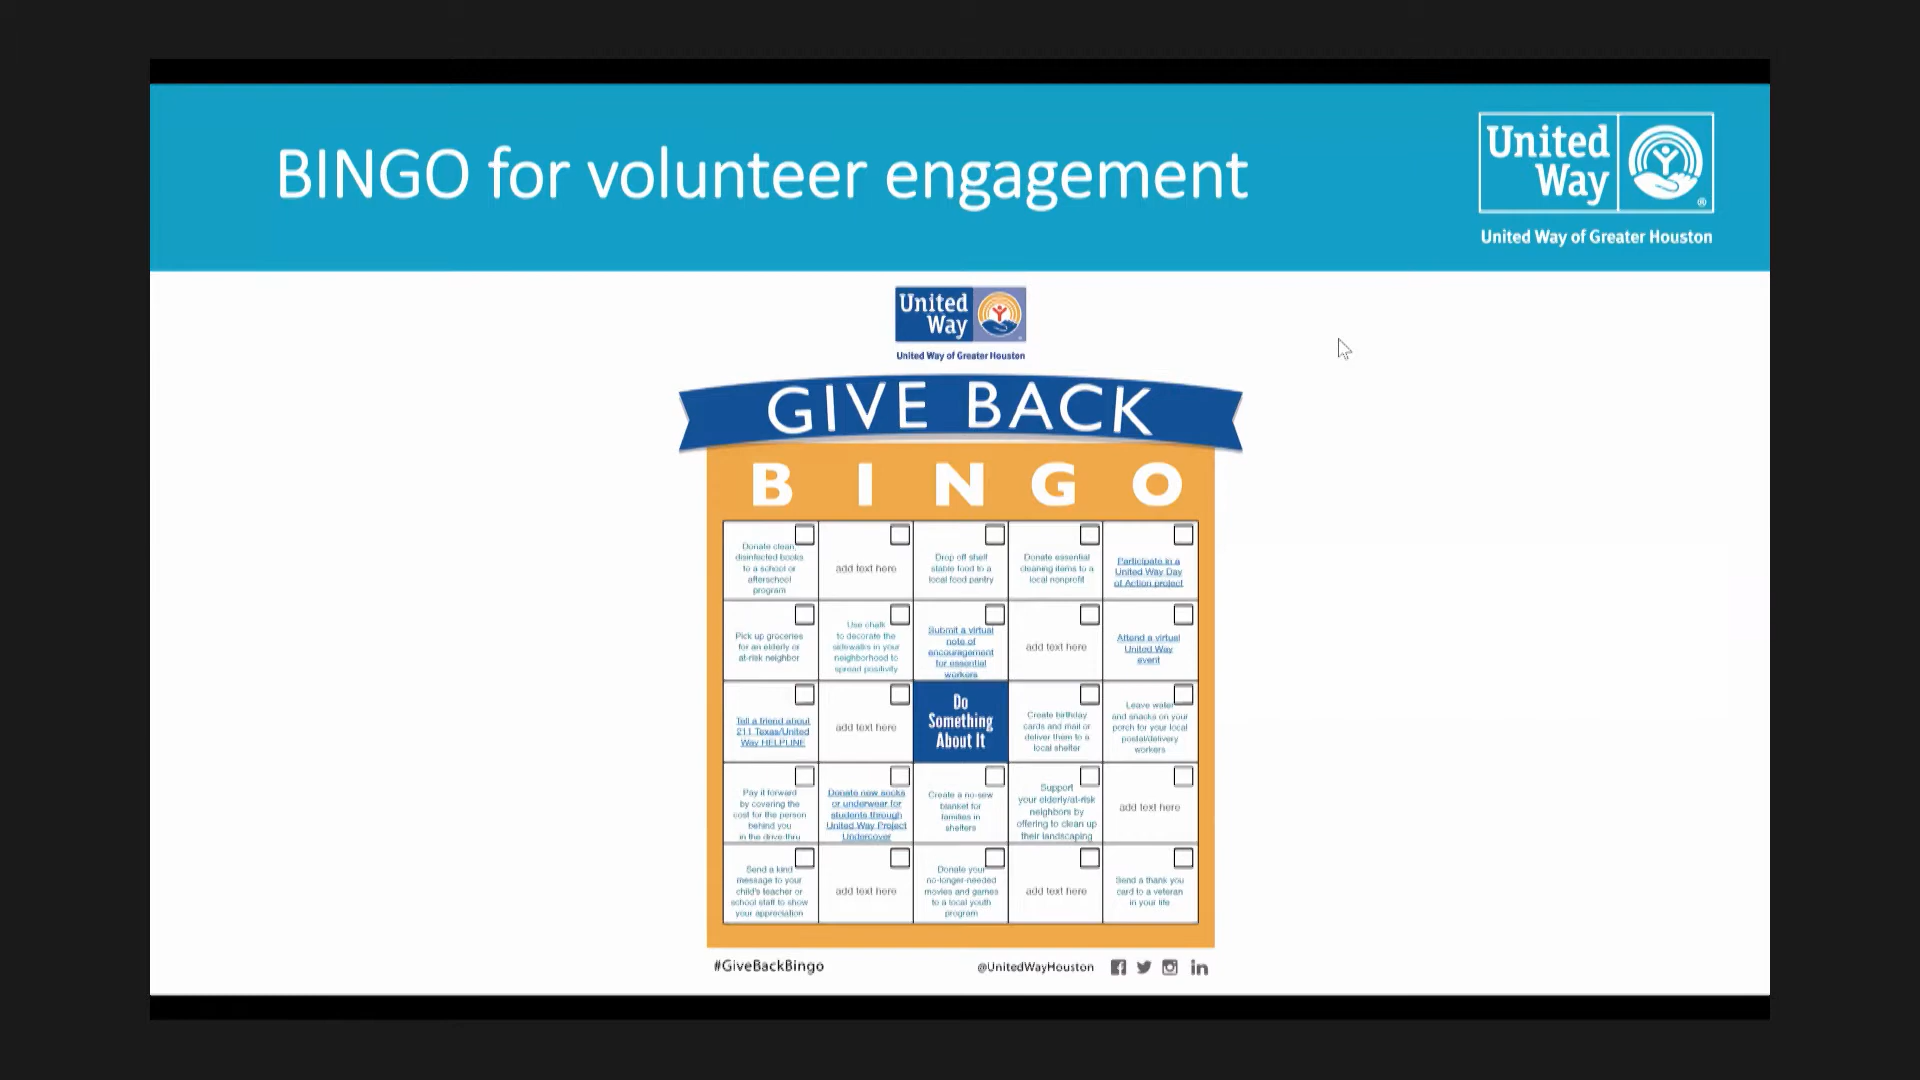 BINGO for volunteer engagement
United
Way
®
United Way of Greater Houston
United
Way
United Way of Greater Houston
GIVE BACK
B I N G O
Donate clean,
disinfected books
to a school or
afterschool
program
add text here
Drop off shelf
stable food to a
local food pantry
Donate essential
cleaning items to a
local nonprofit
Participate in a
United Way Day
of Action project
Pick up groceries
for an elderly or
at-risk neighbor
Use chalk
to decorate the
sidewalks in your
neighborhood to
spread positivity
Submit a virtual
note of
encouragement
for essential
workers
add text here
Attend a virtual
United Way
event
Tell a friend about
211 Texas/United
Way HELPLINE
add text here
Do
Something
About It
Create birthday
cards and mail or
deliver them to a
local shelter
Leave water
and snacks on your
porch for your local
postal/delivery
workers
Pay it forward
by covering the
cost for the person
behind you
in the drive-thru
Donate new socks
or underwear for
students through
United Way Project
Undercover
Create a no-sew
blanket for
families in
shelters
Support
your elderly/at-risk
neighbors by
offering to clean up
their landscaping
add text here
Send a kind
message to your
child's teacher or
school staff to show
your appreciation
add text here
Donate your
no-longer-needed
movies and games
to a local youth
program
add text here
Send a thank you
card to a veteran
in your life
#GiveBackBingo
@UnitedWayHouston